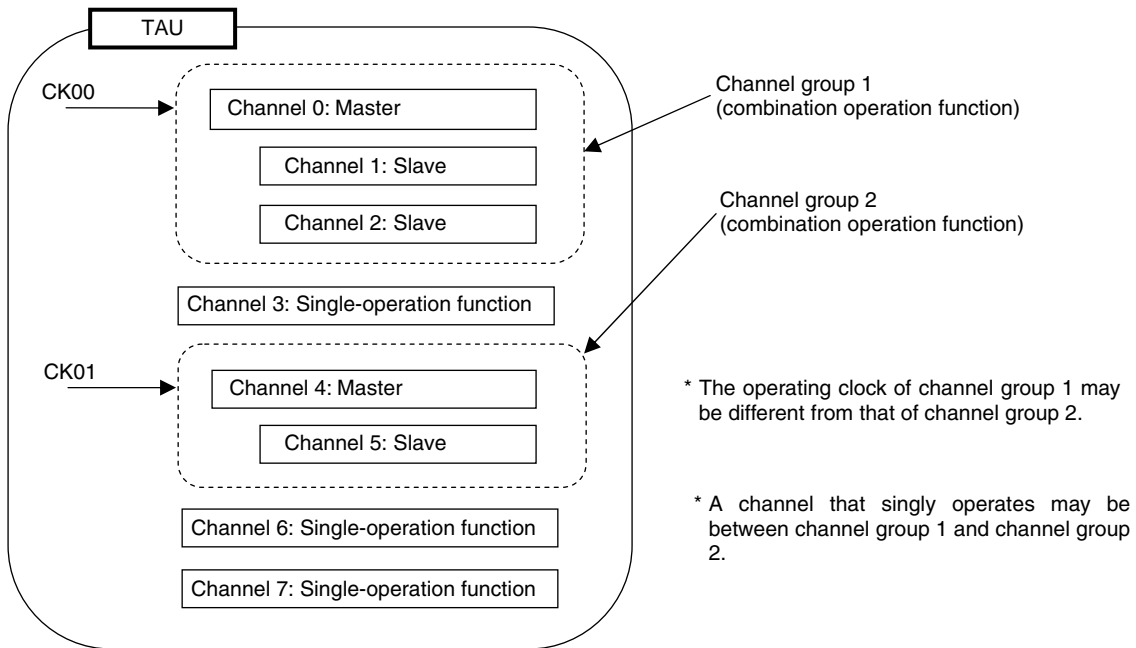 TAU
CK00
Channel 0: Master
Channel 1: Slave
Channel 2: Slave
Channel group 1
(combination operation function)
Channel group 2
(combination operation function)
Channel 3: Single-operation function
CK01
Channel 4: Master
Channel 5: Slave
* The operating clock of channel group 1 may
be different from that of channel group 2.
* A channel that singly operates may be
between channel group 1 and channel group
2.
Channel 6: Single-operation function
Channel 7: Single-operation function